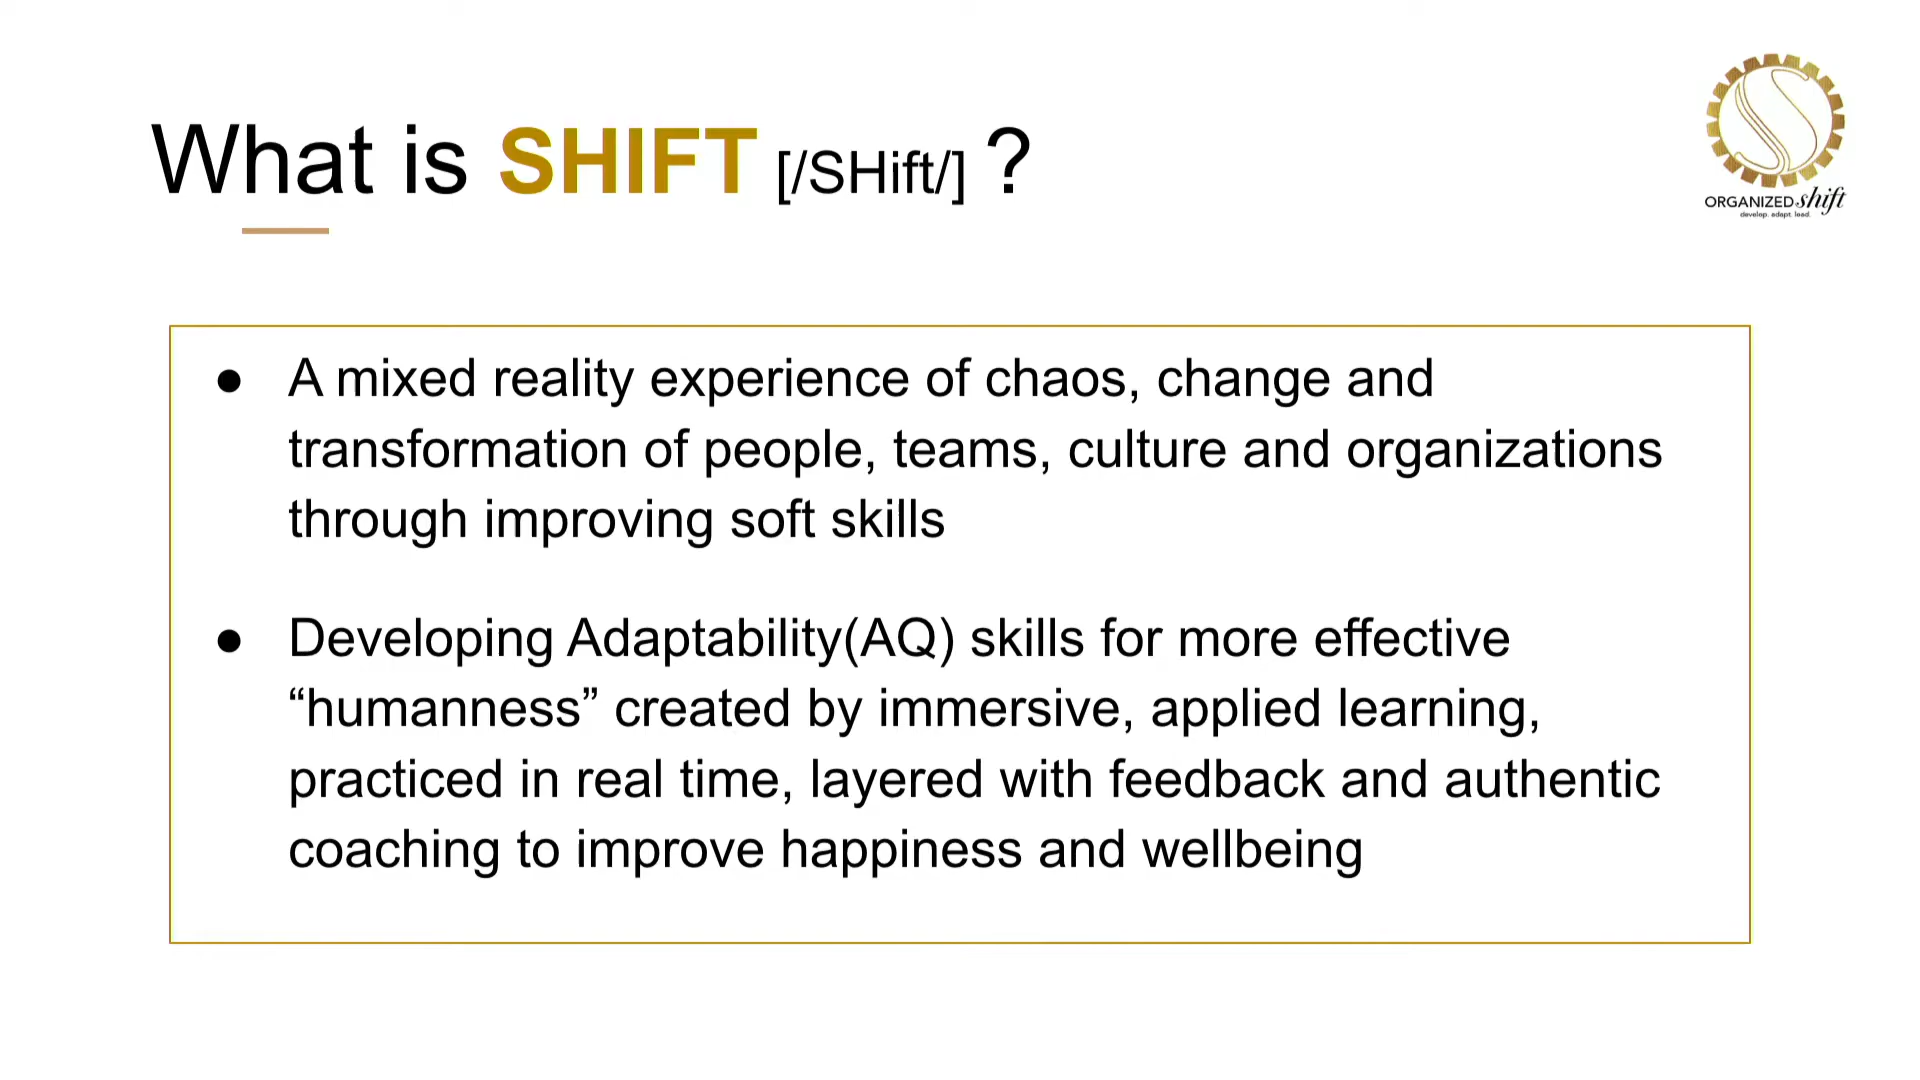 What is SHIFT [/SHift/] ?
ORGANIZED shift
develop. adapt. lead.
● A mixed reality experience of chaos, change and
transformation of people, teams, culture and organizations
through improving soft skills
● Developing Adaptability(AQ) skills for more effective
“humanness” created by immersive, applied learning,
practiced in real time, layered with feedback and authentic
coaching to improve happiness and wellbeing